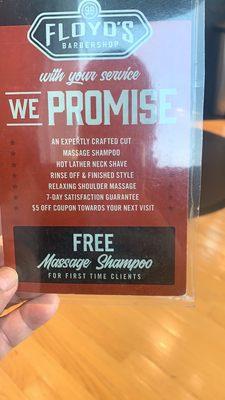 FLOYD'S
BARBERSHOP
with your service
WE PROMISE
AN EXPERTLY CRAFTED CUT
MASSAGE SHAMPOO
HOT LATHER NECK SHAVE
RINSE OFF & FINISHED STYLE
RELAXING SHOULDER MASSAGE
7-DAY SATISFACTION GUARANTEE
$5 OFF COUPON TOWARDS YOUR NEXT VISIT
FREE
Massage Shampoo
FOR FIRST TIME CLIENTS